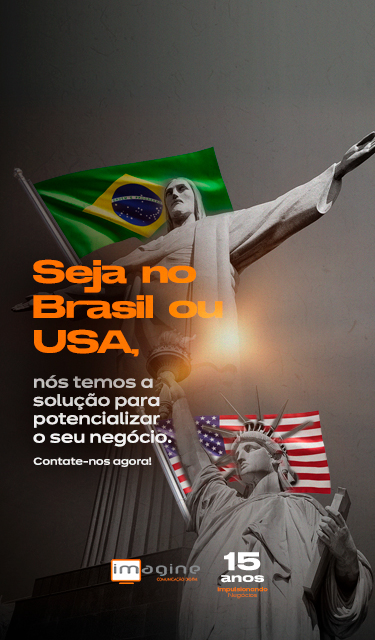 Seja no
Brasil ou
USA,
nós temos a
solução para
potencializar
o seu negócio.
Contate-nos agora!
imagine
15
anos
Impulsionando
Negócios